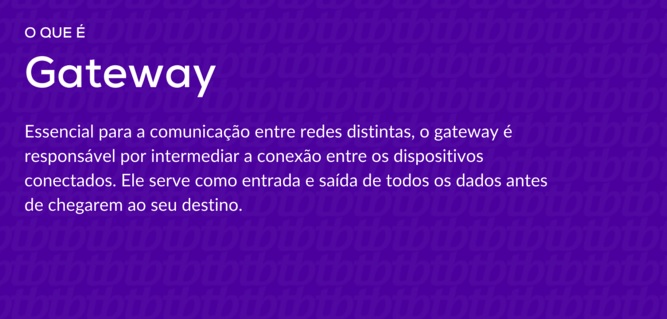 O QUE É
Gateway
Essencial para a comunicação entre redes distintas, o gateway é
responsável por intermediar a conexão entre os dispositivos
conectados. Ele serve como entrada e saída de todos os dados antes
de chegarem ao seu destino.